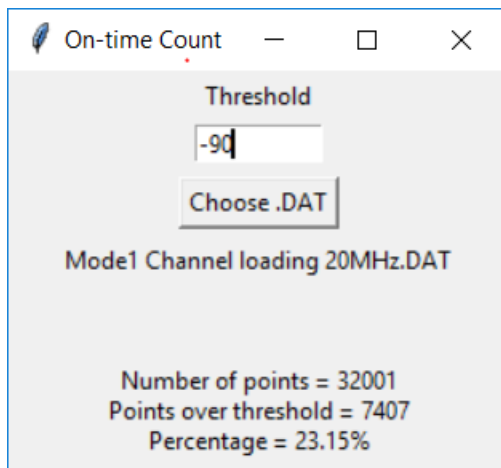 On-time Count
Threshold
-90
Choose .DAT
Mode1 Channel loading 20MHz.DAT
Number of points = 32001
Points over threshold = 7407
Percentage = 23.15%